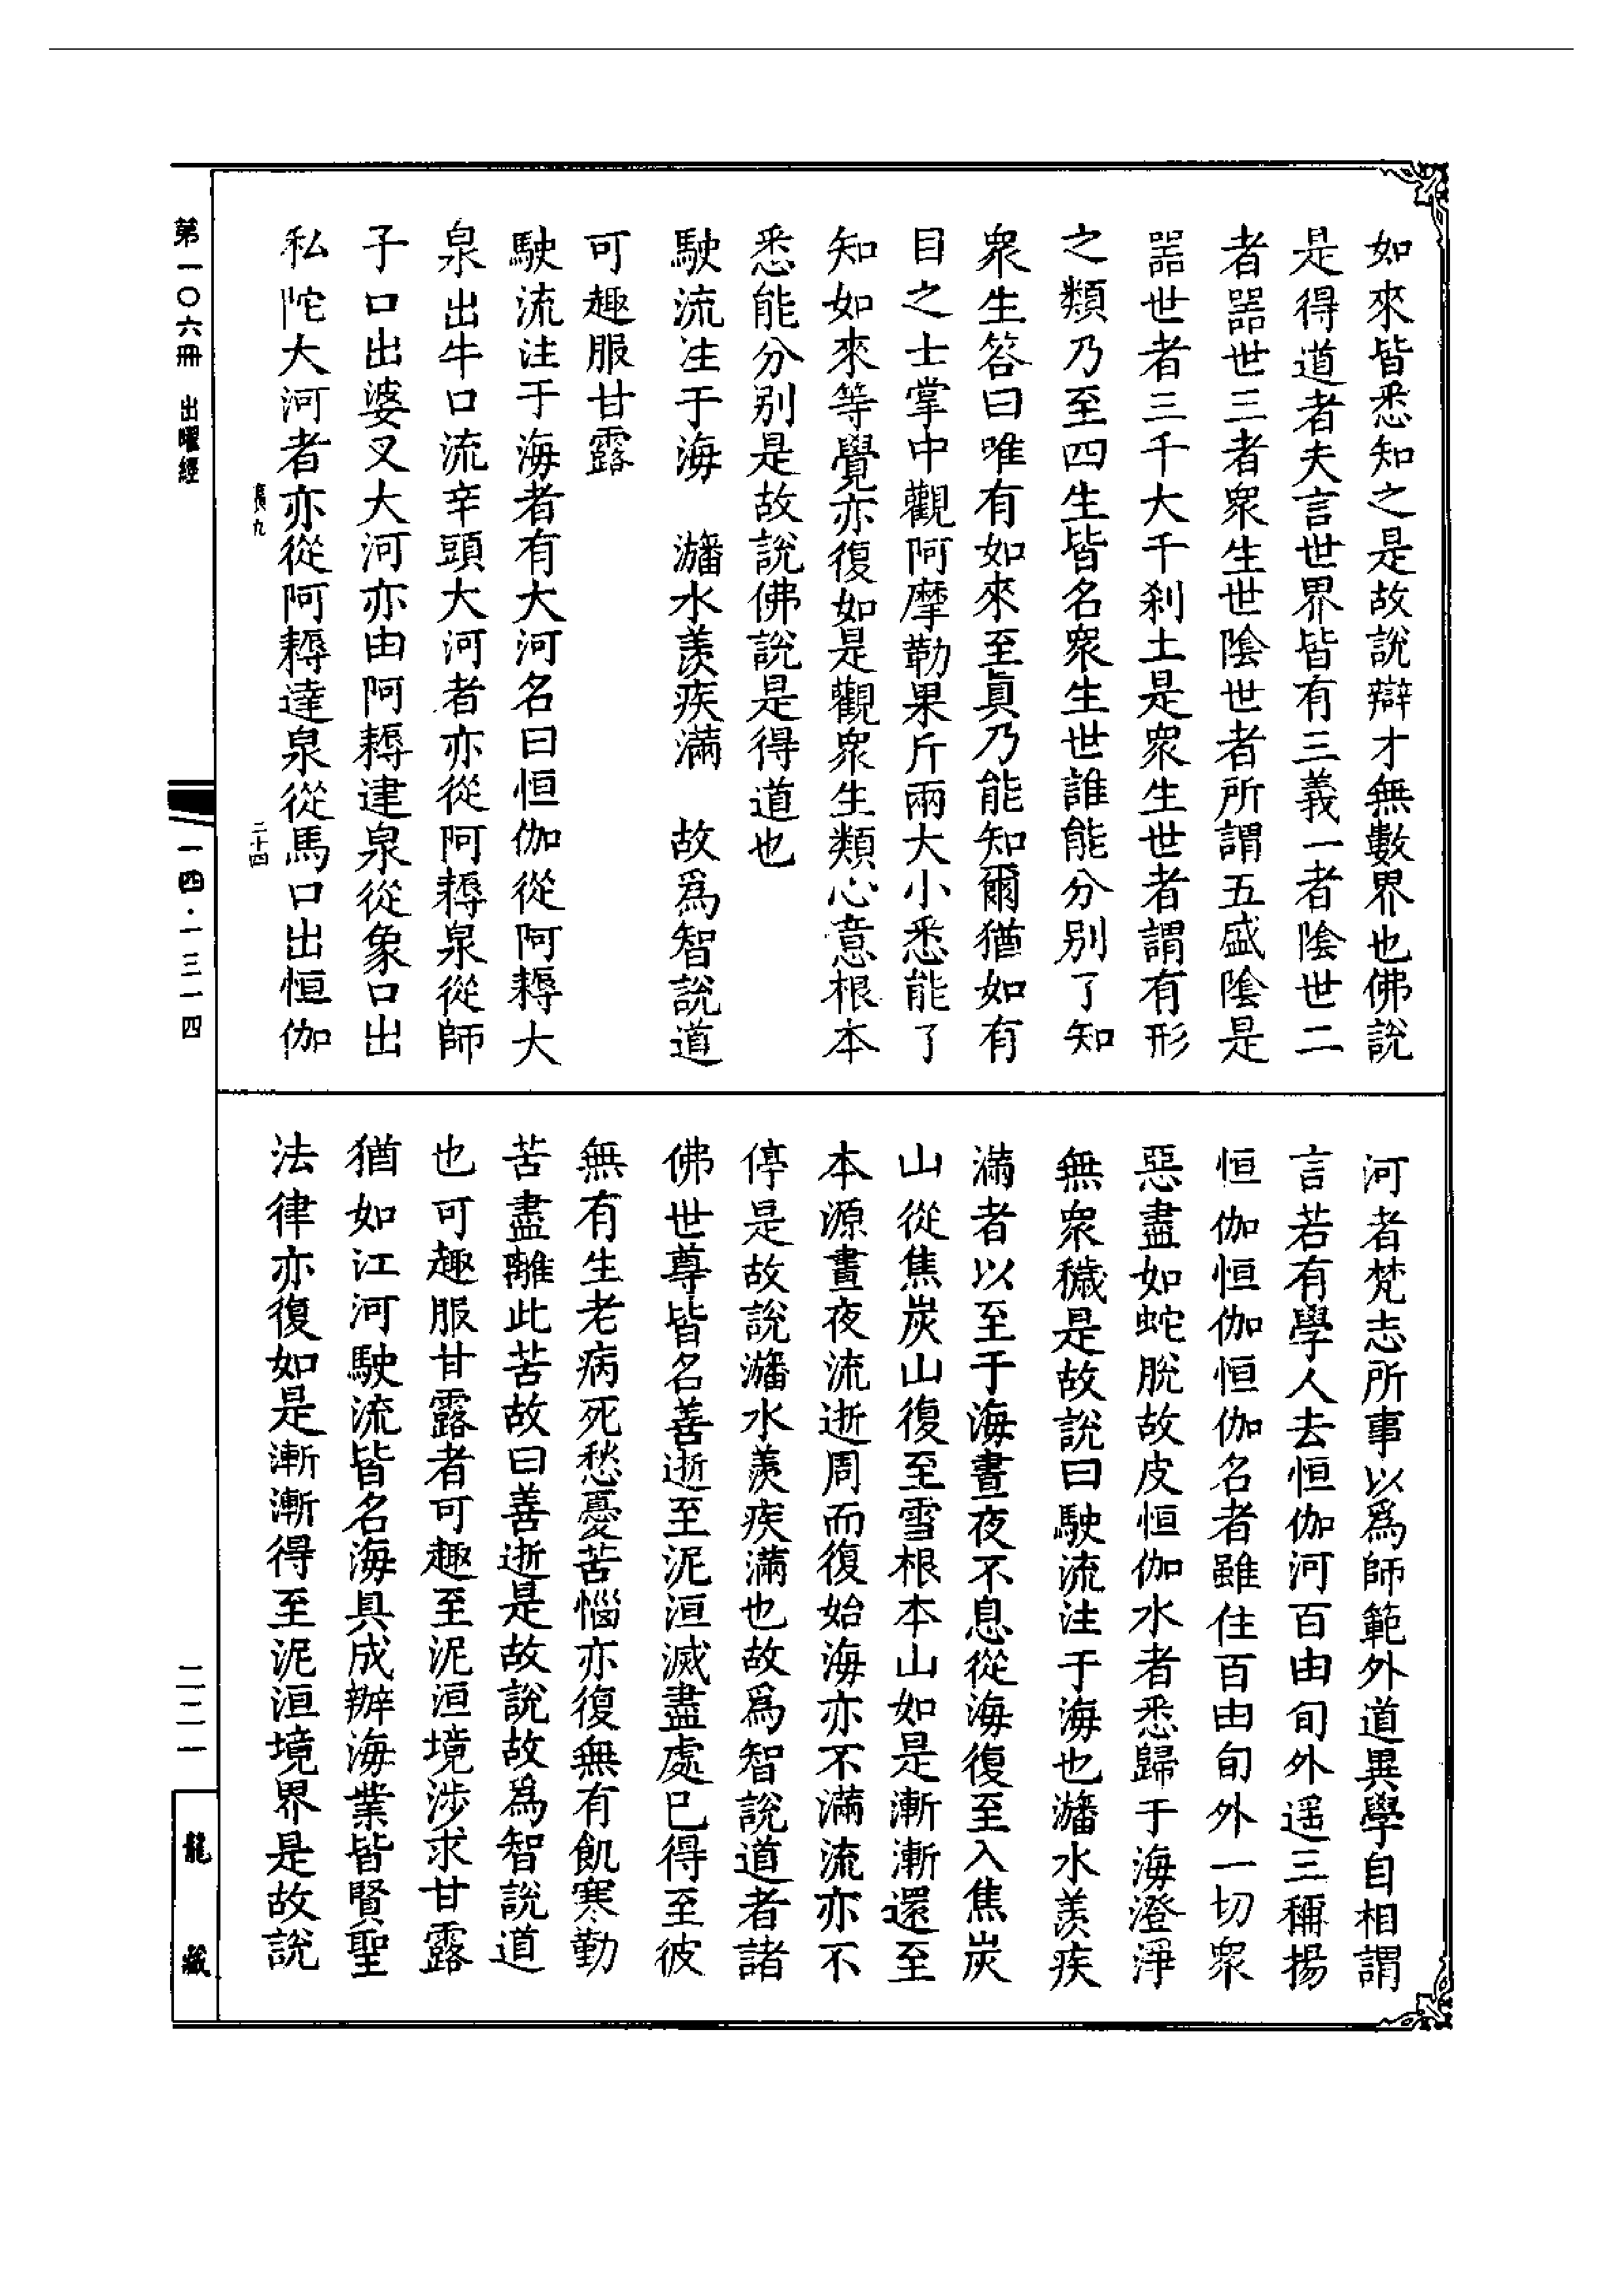 如來皆悉知之是故說辯才無數界也佛說
是得道者夫言世界皆有三義一者陰世二
者器世三者衆生世陰世者所謂五盛陰是
器世者三千大千刹土是衆生世者謂有形
之類乃至四生皆名衆生世誰能分別了知
衆生答曰唯有如來至眞乃能知爾猶如有
目之士掌中觀阿摩勒果斤兩大小悉能了
知如來等覺亦復如是觀衆生類心意根本
悉能分別是故說佛說是得道也
駛流注于海　瀋水羨疾滿　故爲智說道
可趣服甘露
駛流注于海者有大河名曰恒伽從阿耨大
泉出牛口流辛頭大河者亦從阿耨泉從師
子口出婆叉大河亦由阿耨達泉從象口出
私陀大河者亦從阿耨達泉從馬口出恒伽
河者梵志所事以爲師範外道異學自相謂
言若有學人去恒伽河百由旬外遥三稱揚
恒伽恒伽恒伽名者雖住百由旬外一切衆
惡盡如蛇脫故皮恒伽水者悉歸于海澄淨
無衆穢是故說曰駛流注于海也瀋水羨疾
滿者以至于海晝夜不息從海復至入焦炭
山從焦炭山復至雪根本山如是漸漸還至
本源晝夜流逝周而復始海亦不滿流亦不
停是故說瀋水羨疾滿也故爲智說道者諸
佛世尊皆名善逝至泥洹滅盡處已得至彼
無有生老病死愁憂苦惱亦復無有飢寒勤
苦盡離此苦故曰善逝是故說故爲智說道
也可趣服甘露者可趣至泥洹境涉求甘露
猶如江河駛流皆名海具成辦海業皆賢聖
法律亦復如是漸漸得至泥洹境界是故說
第一〇六冊　出曜經
九
二十四
一四·一三一四
二二一
龍藏